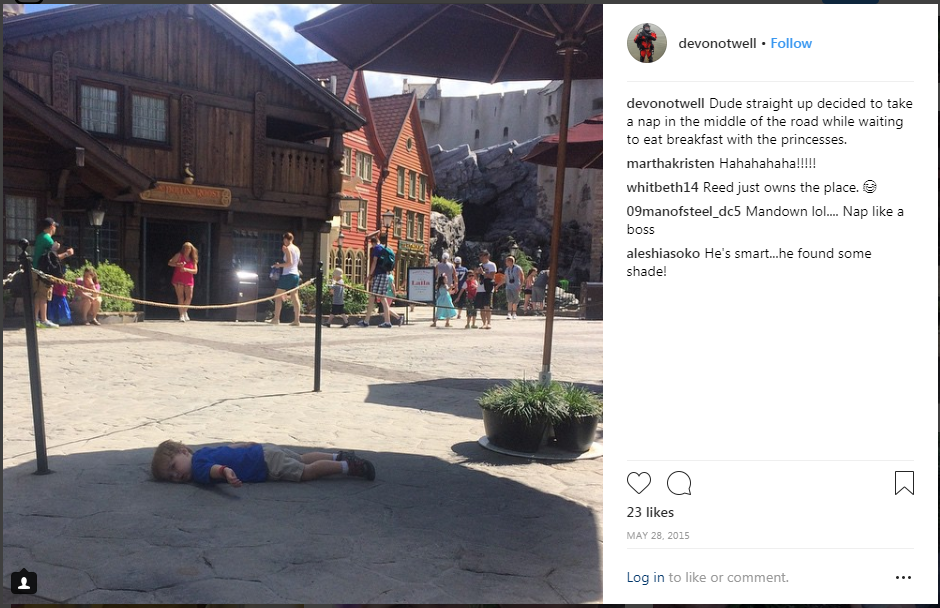 devonotwell • Follow
devonotwell Dude straight up decided to take
a nap in the middle of the road while waiting
to eat breakfast with the princesses.
marthakristen Hahahahaha!!!!!
whitbeth14 Reed just owns the place. 😂
09manofsteel_dc5 Mandown lol.... Nap like a
boss
aleshiasoko He's smart...he found some
shade!
Laila
23 likes
MAY 28, 2015
Log in to like or comment.